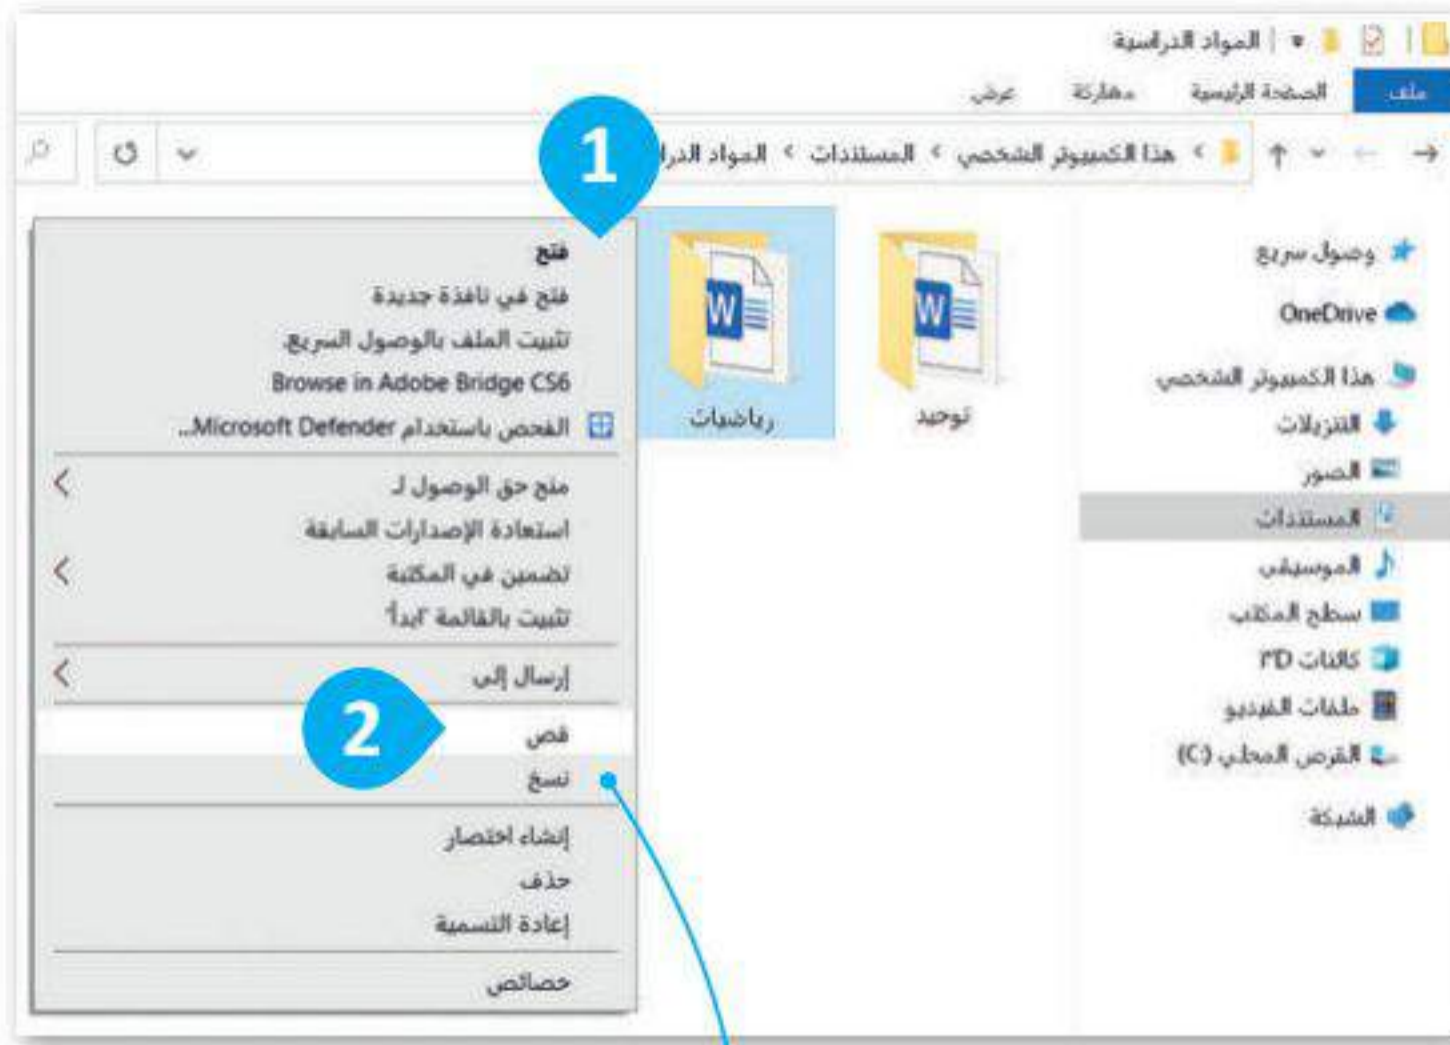 المواد الدراسية
ملف الصفحة الرئيسية مشاركة عرض
هذا الكمبيوتر الشخصي > المستندات > المواد الدرا
1
وصول سريع
OneDrive
هذا الكمبيوتر الشخصي
التنزيلات
الصور
المستندات
الموسيقى
سطح المكتب
كائنات ٣D
ملفات الفيديو
القرص المحلي (C:)
الشبكة
توحيد
رياضيات
فتح
فتح في نافذة جديدة
تثبيت الملف بالوصول السريع.
Browse in Adobe Bridge CS6
الفحص باستخدام Microsoft Defender...
منح حق الوصول لـ
استعادة الإصدارات السابقة
تضمين في المكتبة
تثبيت بالقائمة "ابدأ"
إرسال إلى
2
قص
نسخ
إنشاء اختصار
حذف
إعادة التسمية
خصائص